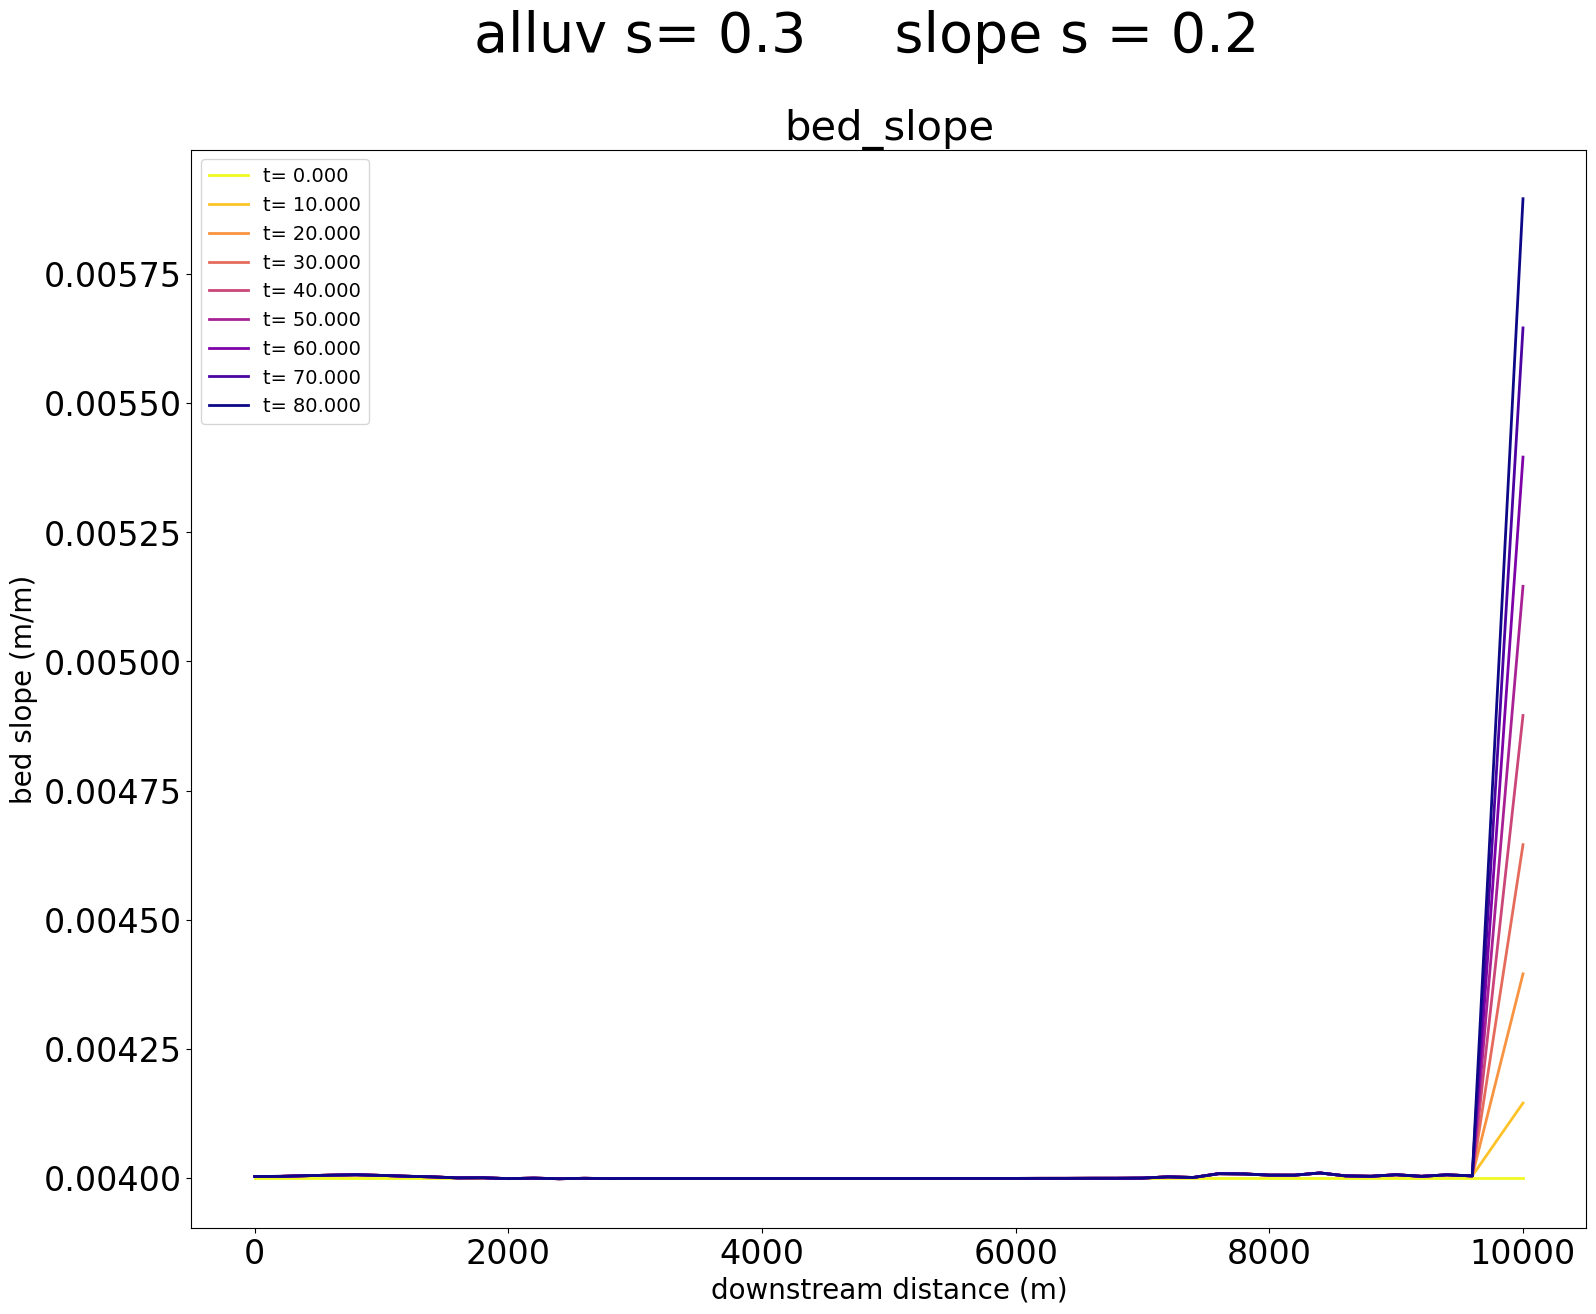 alluv s= 0.3 slope s = 0.2
bed_slope
t= 0.000
t= 10.000
t= 20.000
t= 30.000
t= 40.000
t= 50.000
t= 60.000
t= 70.000
t= 80.000
0.00575
0.00550
0.00525
0.00500
0.00475
0.00450
0.00425
0.00400
bed slope (m/m)
0 2000 4000 6000 8000 10000
downstream distance (m)